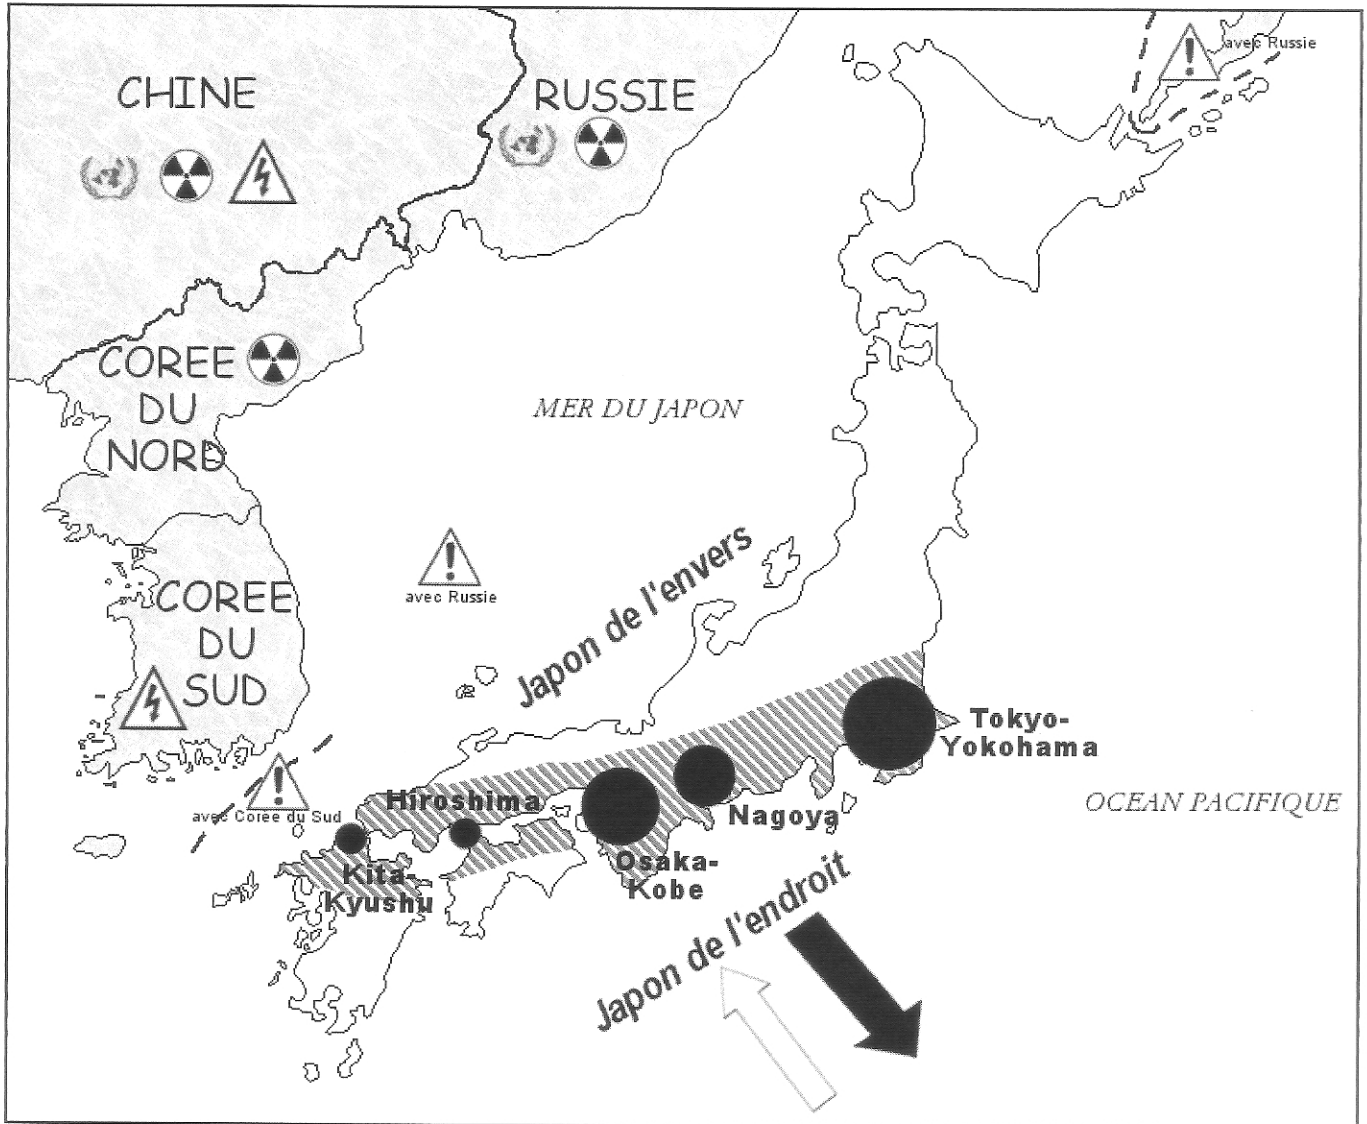 CHINE
RUSSIE
avec Russie
COREE
DU
NORD
MER DU JAPON
avec Russie
COREE
DU
SUD
Japon de l'envers
avec Corée du Sud
Hiroshima
Kita-
Kyushu
Osaka-
Kobe
Nagoya
Tokyo-
Yokohama
OCEAN PACIFIQUE
Japon de l'endroit